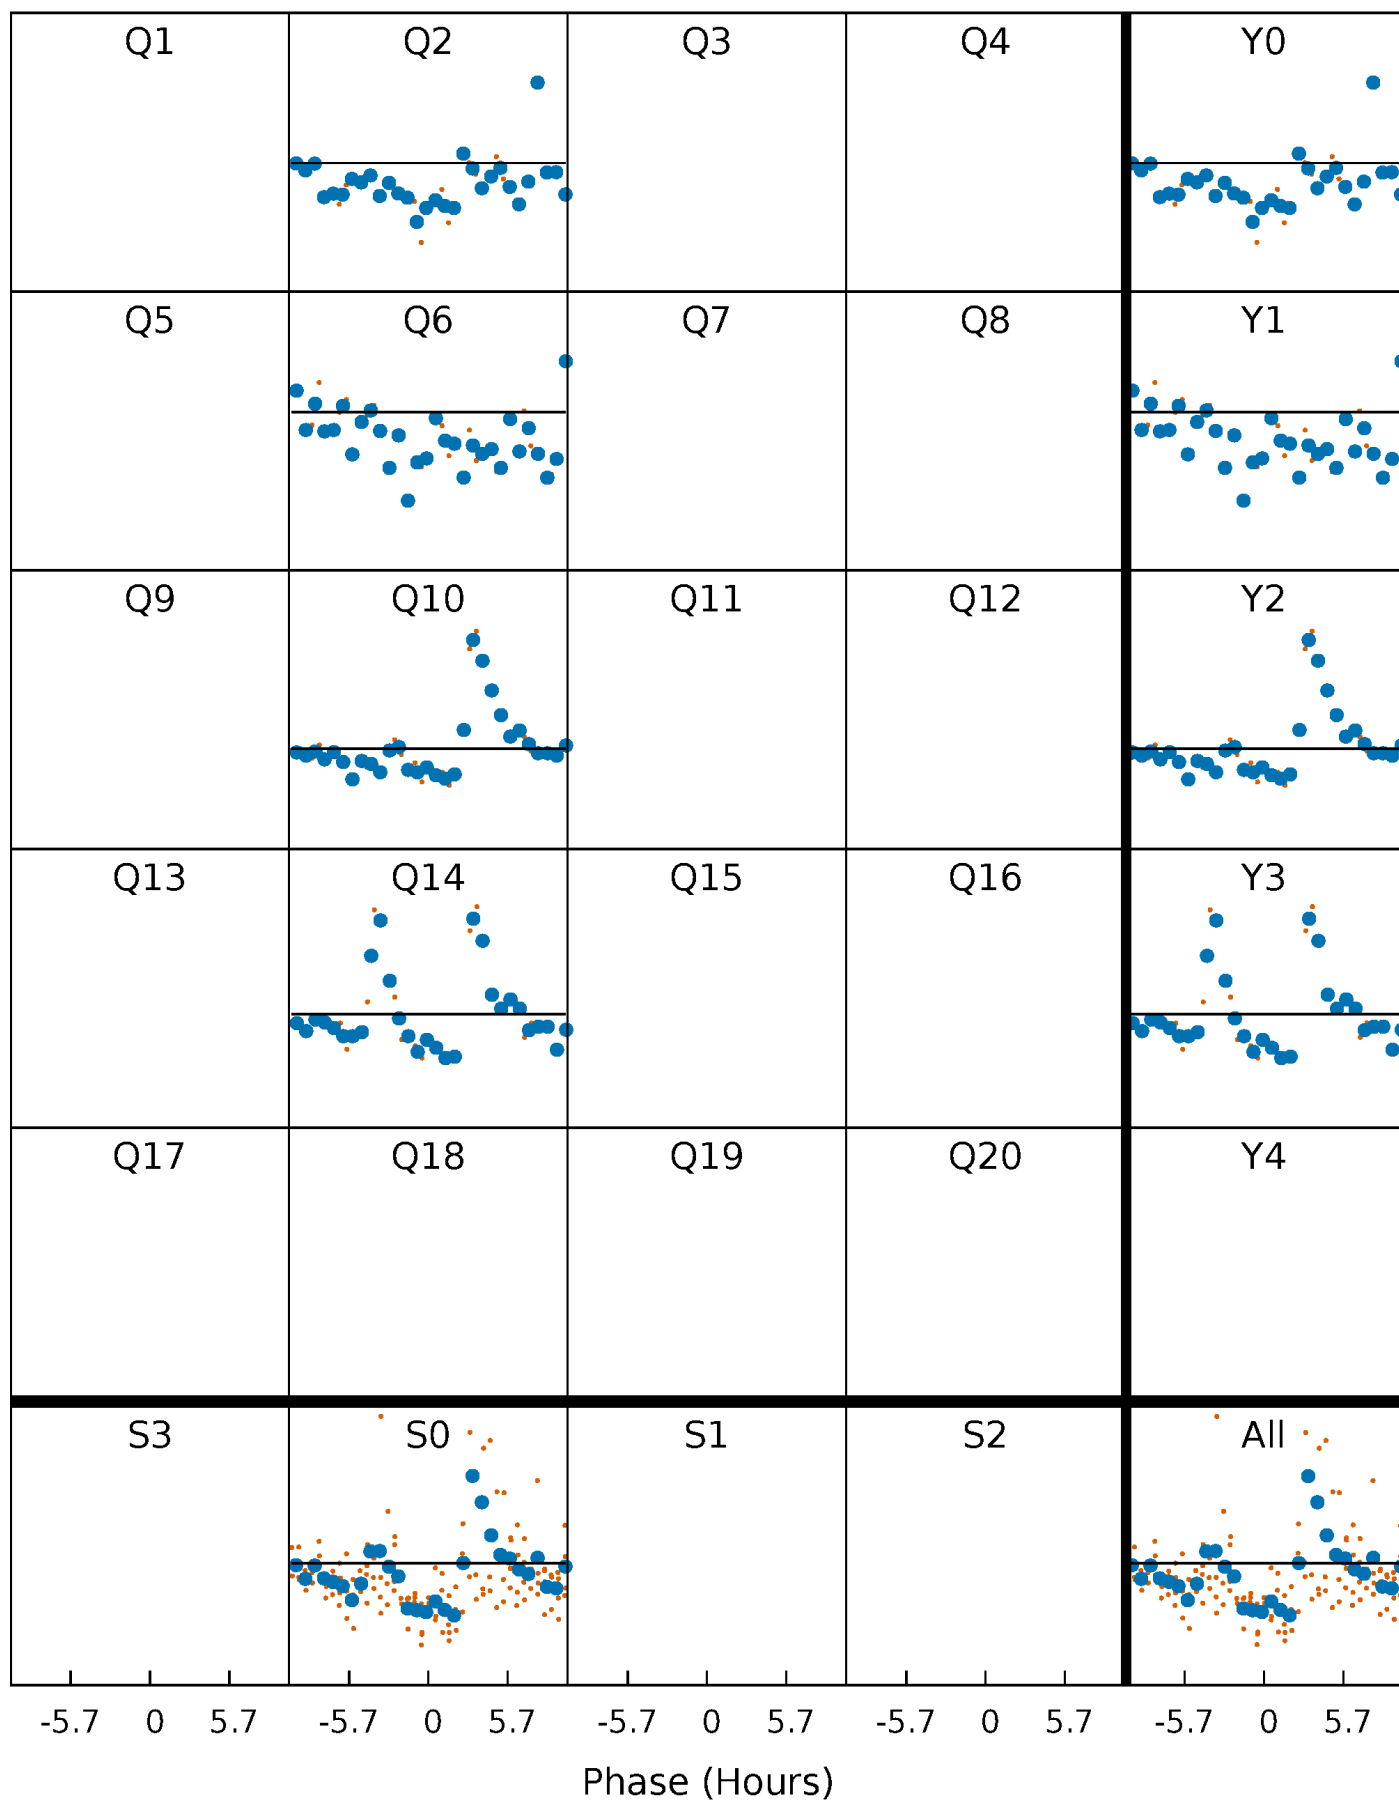 Q1 Q2 Q3 Q4 Y0
Q5 Q6 Q7 Q8 Y1
Q9 Q10 Q11 Q12 Y2
Q13 Q14 Q15 Q16 Y3
Q17 Q18 Q19 Q20 Y4
S3 S0 S1 S2 All
-5.7 0 5.7 -5.7 0 5.7 -5.7 0 5.7 -5.7 0 5.7 -5.7 0 5.7
Phase (Hours)